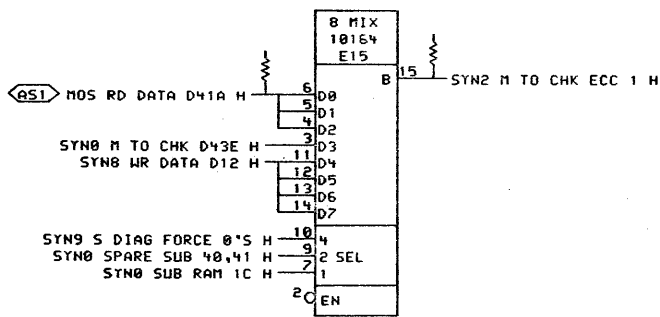 8 MIX
10164
E15
B 15 SYN2 M TO CHK ECC 1 H
AS1 MOS RD DATA D41A H 6 D0
5 D1
4 D2
SYN0 M TO CHK D43E H 3 D3
SYN8 WR DATA D12 H 11 D4
12 D5
13 D6
14 D7
SYN9 S DIAG FORCE 0'S H 10 4
SYN0 SPARE SUB 40,41 H 9 2 SEL
SYN0 SUB RAM 1C H 7 1
2 EN